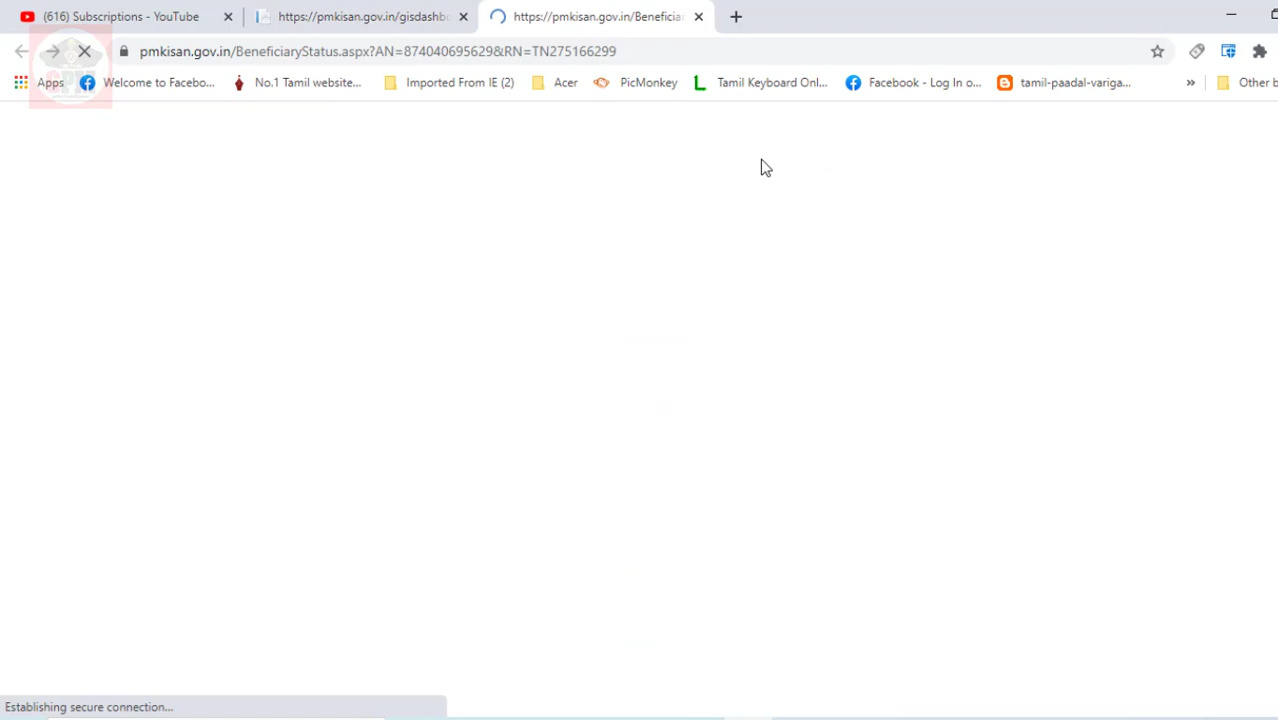 (616) Subscriptions - YouTube
https://pmkisan.gov.in/gisdashbo
https://pmkisan.gov.in/Beneficia
pmkisan.gov.in/BeneficiaryStatus.aspx?AN=874040695629&RN=TN275166299
Apps
Welcome to Facebo...
No.1 Tamil website...
Imported From IE (2)
Acer
PicMonkey
Tamil Keyboard Onl...
Facebook - Log In o...
tamil-paadal-variga...
»
Other b
Establishing secure connection...